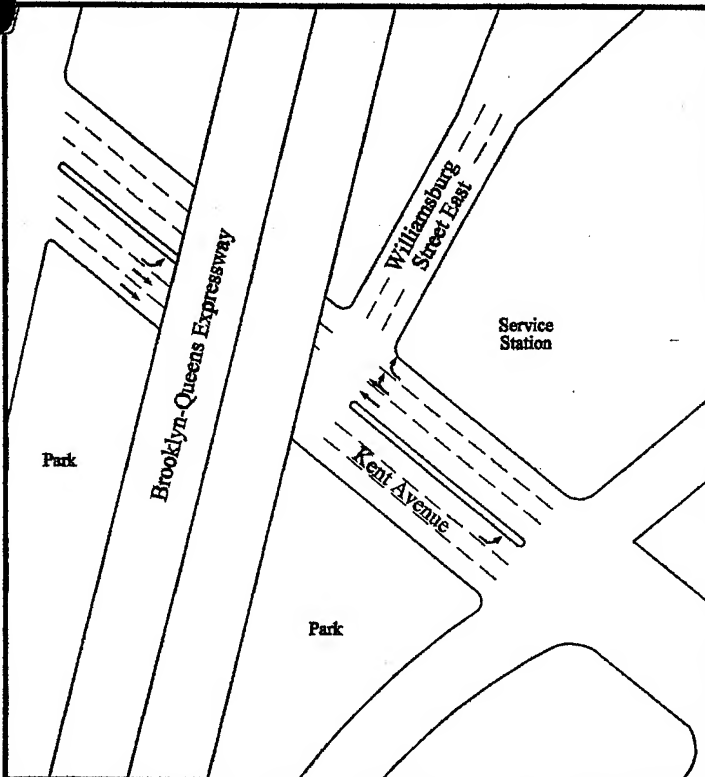 Williamsburg
Street East
Brooklyn-Queens Expressway
Service
Station
Park
Kent Avenue
Park